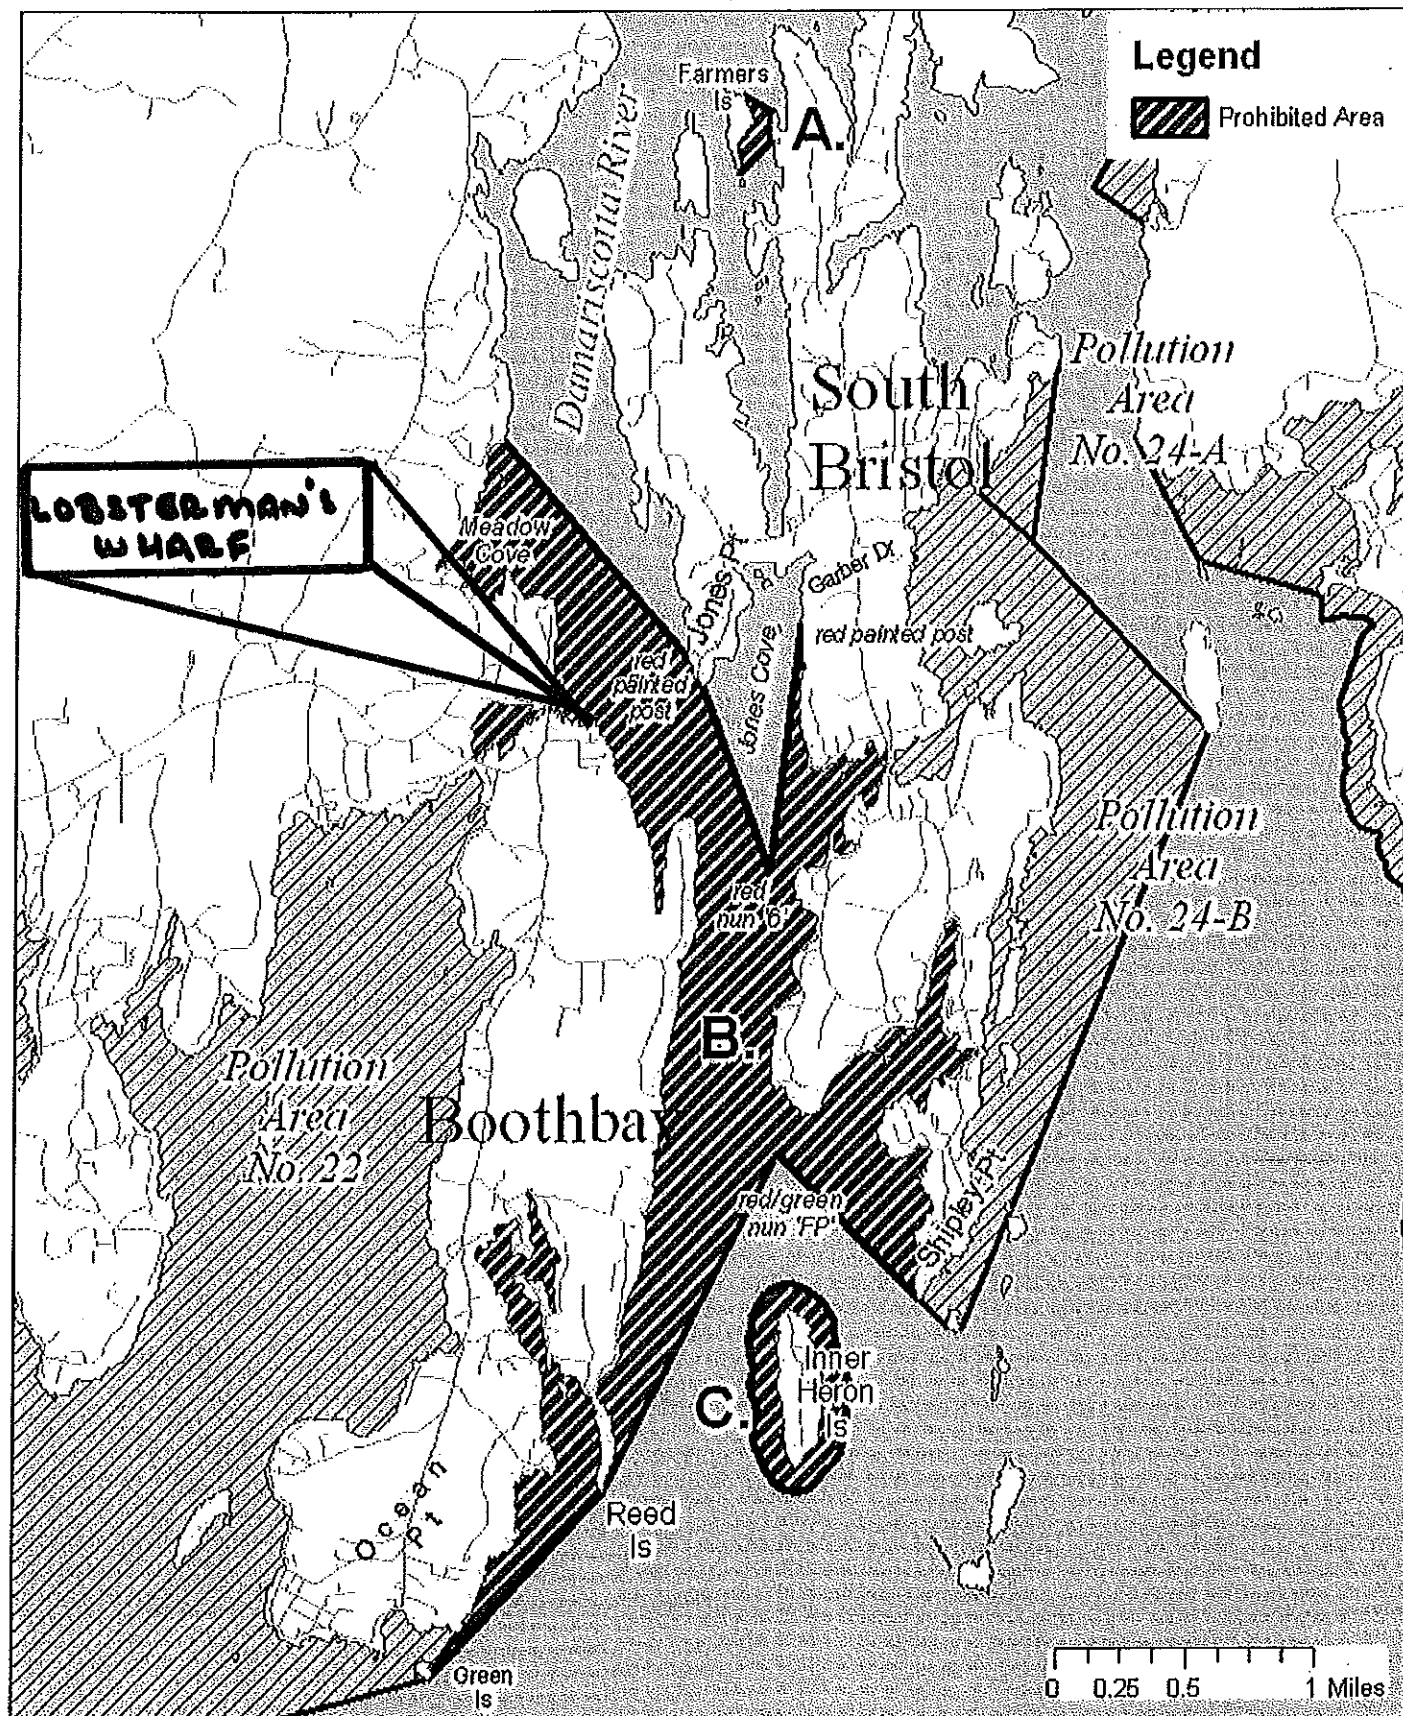 Legend
Prohibited Area
Farmers
Is
A.
Damariscotta River
South
Bristol
Pollution
Area
No. 24-A
LOBSTERMAN'S
WHARF
Meadow
Cove
Jones Pt
Garber Dr
red painted post
red
painted
post
Jones Cove
Pollution
Area
No. 24-B
red
nun '6'
B.
Pollution
Area
No. 22
Boothbay
red/green
nun 'FP'
Shipley Pt
Inner
Heron
Is
C.
Ocean
Pt
Reed
Is
Green
Is
0 0.25 0.5 1 Miles